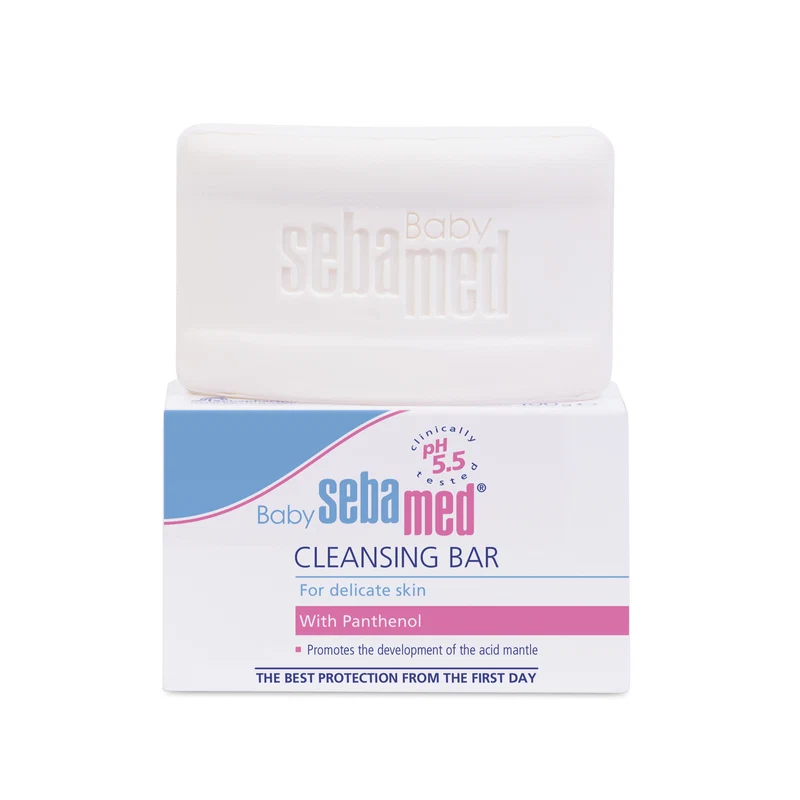 Baby
sebamed
clinically
pH
5.5
tested
Baby sebamed®
CLEANSING BAR
For delicate skin
With Panthenol
▪ Promotes the development of the acid mantle
THE BEST PROTECTION FROM THE FIRST DAY